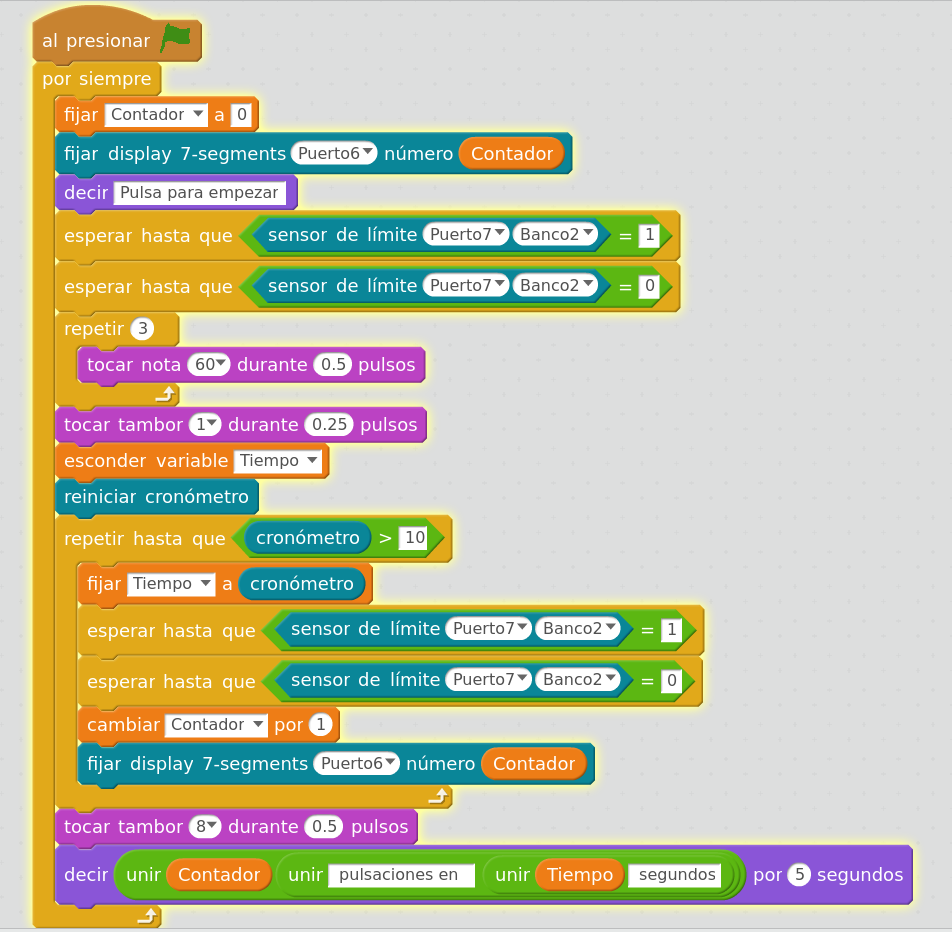 al presionar
por siempre
fijar Contador a 0
fijar display 7-segments Puerto6 número Contador
decir Pulsa para empezar
esperar hasta que sensor de límite Puerto7 Banco2 = 1
esperar hasta que sensor de límite Puerto7 Banco2 = 0
repetir 3
tocar nota 60 durante 0.5 pulsos
tocar tambor 1 durante 0.25 pulsos
esconder variable Tiempo
reiniciar cronómetro
repetir hasta que cronómetro > 10
fijar Tiempo a cronómetro
esperar hasta que sensor de límite Puerto7 Banco2 = 1
esperar hasta que sensor de límite Puerto7 Banco2 = 0
cambiar Contador por 1
fijar display 7-segments Puerto6 número Contador
tocar tambor 8 durante 0.5 pulsos
decir unir Contador unir pulsaciones en unir Tiempo segundos por 5 segundos